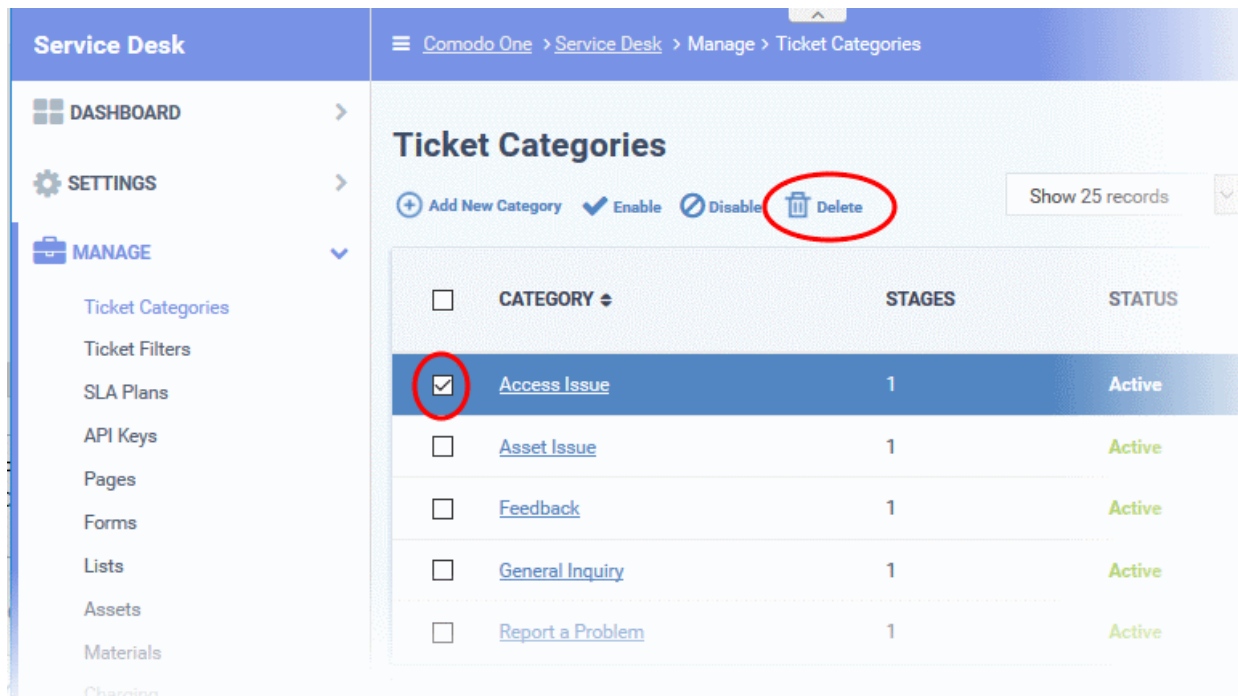 Service Desk
Comodo One > Service Desk > Manage > Ticket Categories
DASHBOARD
SETTINGS
MANAGE
Ticket Categories
Ticket Filters
SLA Plans
API Keys
Pages
Forms
Lists
Assets
Materials
Charging
Ticket Categories
Add New Category Enable Disable Delete
Show 25 records
CATEGORY STAGES STATUS
Access Issue 1 Active
Asset Issue 1 Active
Feedback 1 Active
General Inquiry 1 Active
Report a Problem 1 Active